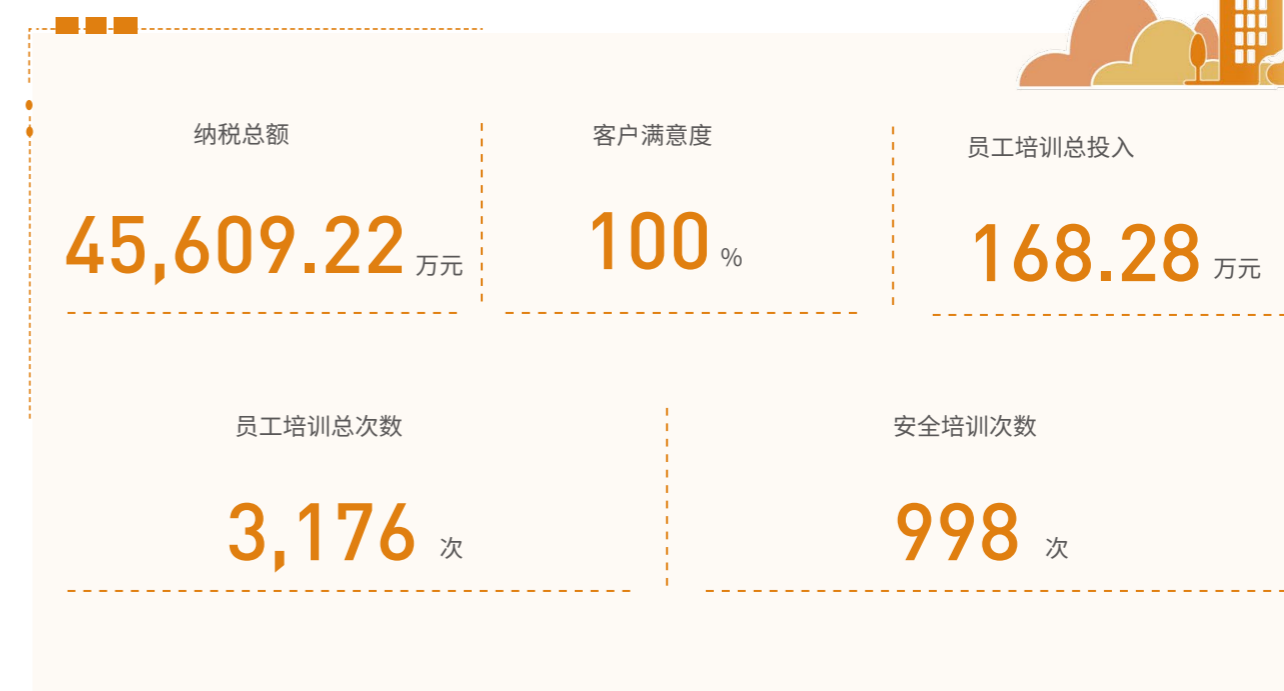 纳税总额
45,609.22 万元
客户满意度
100 %
员工培训总投入
168.28 万元
员工培训总次数
3,176 次
安全培训次数
998 次